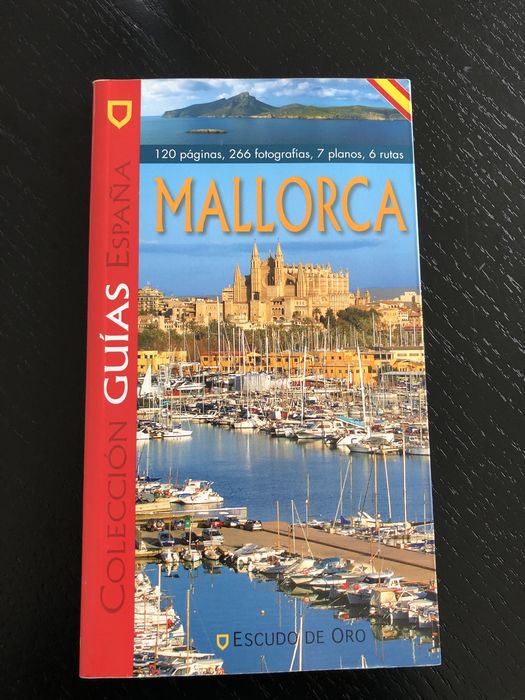 120 páginas, 266 fotografías, 7 planos, 6 rutas
MALLORCA
COLECCIÓN GUÍAS ESPAÑA
ESCUDO DE ORO